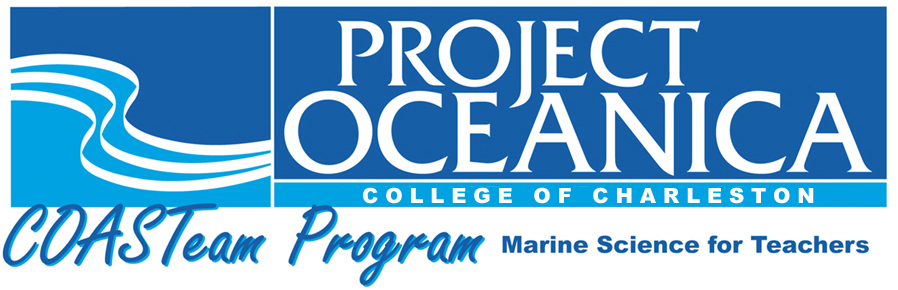 PROJECT
OCEANICA
COLLEGE OF CHARLESTON
COASTeam Program Marine Science for Teachers